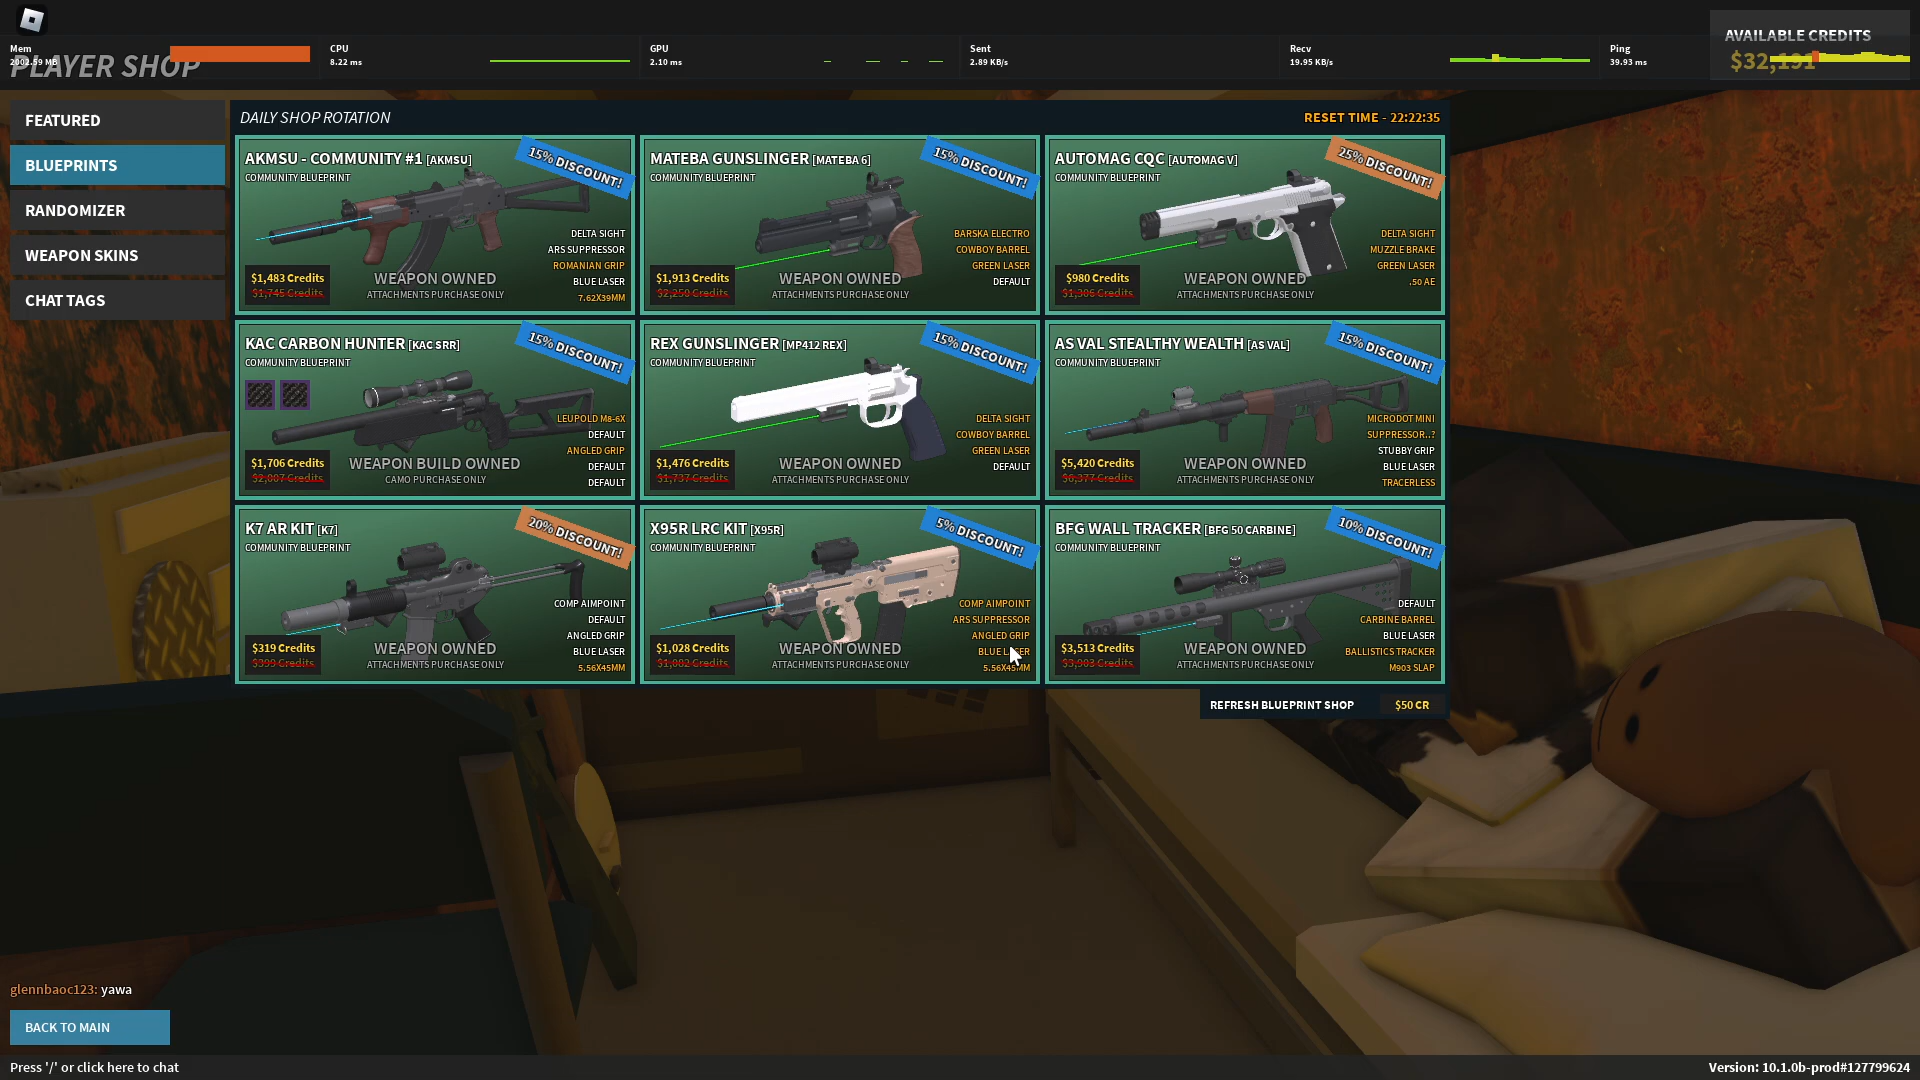 Mem
2002.59 MB
CPU
8.22 ms
GPU
2.10 ms
Sent
2.89 KB/s
Recv
19.95 KB/s
Ping
39.93 ms
PLAYER SHOP
AVAILABLE CREDITS
$32,191
FEATURED
BLUEPRINTS
RANDOMIZER
WEAPON SKINS
CHAT TAGS
DAILY SHOP ROTATION
RESET TIME - 22:22:35
AKMSU - COMMUNITY #1 [AKMSU]
COMMUNITY BLUEPRINT
15% DISCOUNT!
DELTA SIGHT
ARS SUPPRESSOR
ROMANIAN GRIP
BLUE LASER
7.62X39MM
$1,483 Credits
$1,745 Credits
WEAPON OWNED
ATTACHMENTS PURCHASE ONLY
MATEBA GUNSLINGER [MATEBA 6]
COMMUNITY BLUEPRINT
15% DISCOUNT!
BARSKA ELECTRO
COWBOY BARREL
GREEN LASER
DEFAULT
$1,913 Credits
$2,250 Credits
WEAPON OWNED
ATTACHMENTS PURCHASE ONLY
AUTOMAG CQC [AUTOMAG V]
COMMUNITY BLUEPRINT
25% DISCOUNT!
DELTA SIGHT
MUZZLE BRAKE
GREEN LASER
.50 AE
$980 Credits
$1,306 Credits
WEAPON OWNED
ATTACHMENTS PURCHASE ONLY
KAC CARBON HUNTER [KAC SRR]
COMMUNITY BLUEPRINT
15% DISCOUNT!
LEUPOLD M8-6X
DEFAULT
ANGLED GRIP
DEFAULT
DEFAULT
$1,706 Credits
$2,007 Credits
WEAPON BUILD OWNED
CAMO PURCHASE ONLY
REX GUNSLINGER [MP412 REX]
COMMUNITY BLUEPRINT
15% DISCOUNT!
DELTA SIGHT
COWBOY BARREL
GREEN LASER
DEFAULT
$1,476 Credits
$1,737 Credits
WEAPON OWNED
ATTACHMENTS PURCHASE ONLY
AS VAL STEALTHY WEALTH [AS VAL]
COMMUNITY BLUEPRINT
15% DISCOUNT!
MICRODOT MINI
SUPPRESSOR..?
STUBBY GRIP
BLUE LASER
TRACERLESS
$5,420 Credits
$6,377 Credits
WEAPON OWNED
ATTACHMENTS PURCHASE ONLY
K7 AR KIT [K7]
COMMUNITY BLUEPRINT
20% DISCOUNT!
COMP AIMPOINT
DEFAULT
ANGLED GRIP
BLUE LASER
5.56X45MM
$319 Credits
$399 Credits
WEAPON OWNED
ATTACHMENTS PURCHASE ONLY
X95R LRC KIT [X95R]
COMMUNITY BLUEPRINT
5% DISCOUNT!
COMP AIMPOINT
ARS SUPPRESSOR
ANGLED GRIP
BLUE LASER
5.56X45MM
$1,028 Credits
$1,082 Credits
WEAPON OWNED
ATTACHMENTS PURCHASE ONLY
BFG WALL TRACKER [BFG 50 CARBINE]
COMMUNITY BLUEPRINT
10% DISCOUNT!
DEFAULT
CARBINE BARREL
BLUE LASER
BALLISTICS TRACKER
M903 SLAP
$3,513 Credits
$3,903 Credits
WEAPON OWNED
ATTACHMENTS PURCHASE ONLY
REFRESH BLUEPRINT SHOP
$50 CR
glennbaoc123: yawa
BACK TO MAIN
Press '/' or click here to chat
Version: 10.1.0b-prod#127799624